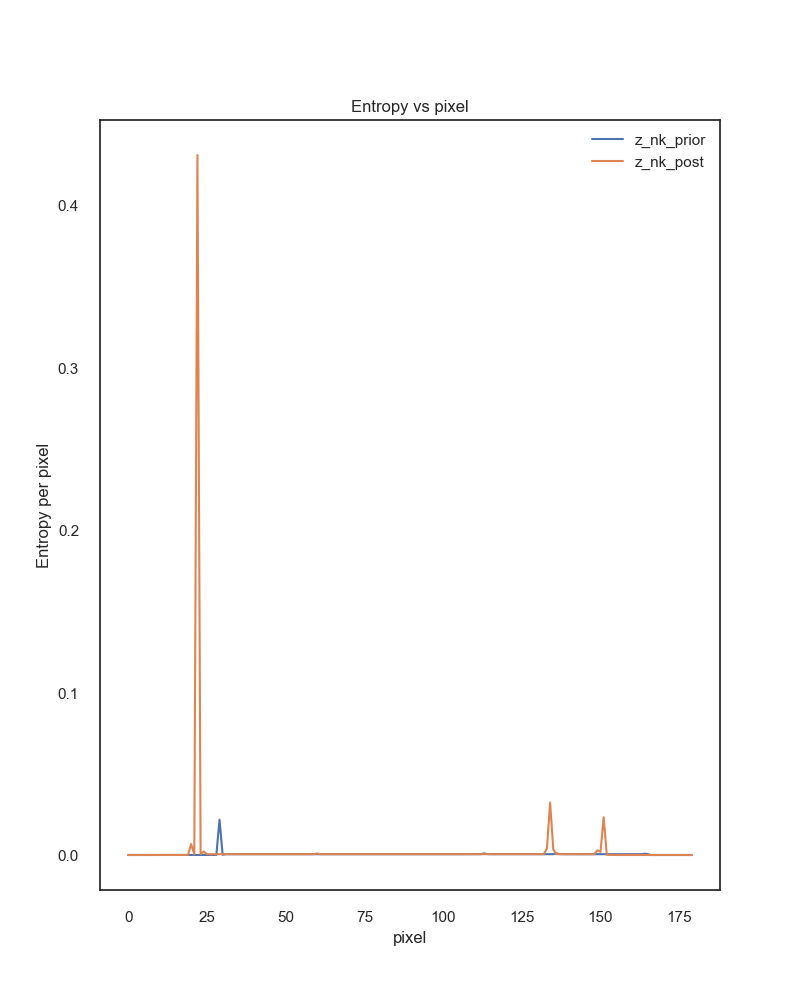 Entropy vs pixel
z_nk_prior
z_nk_post
Entropy per pixel
0.4
0.3
0.2
0.1
0.0
0 25 50 75 100 125 150 175
pixel